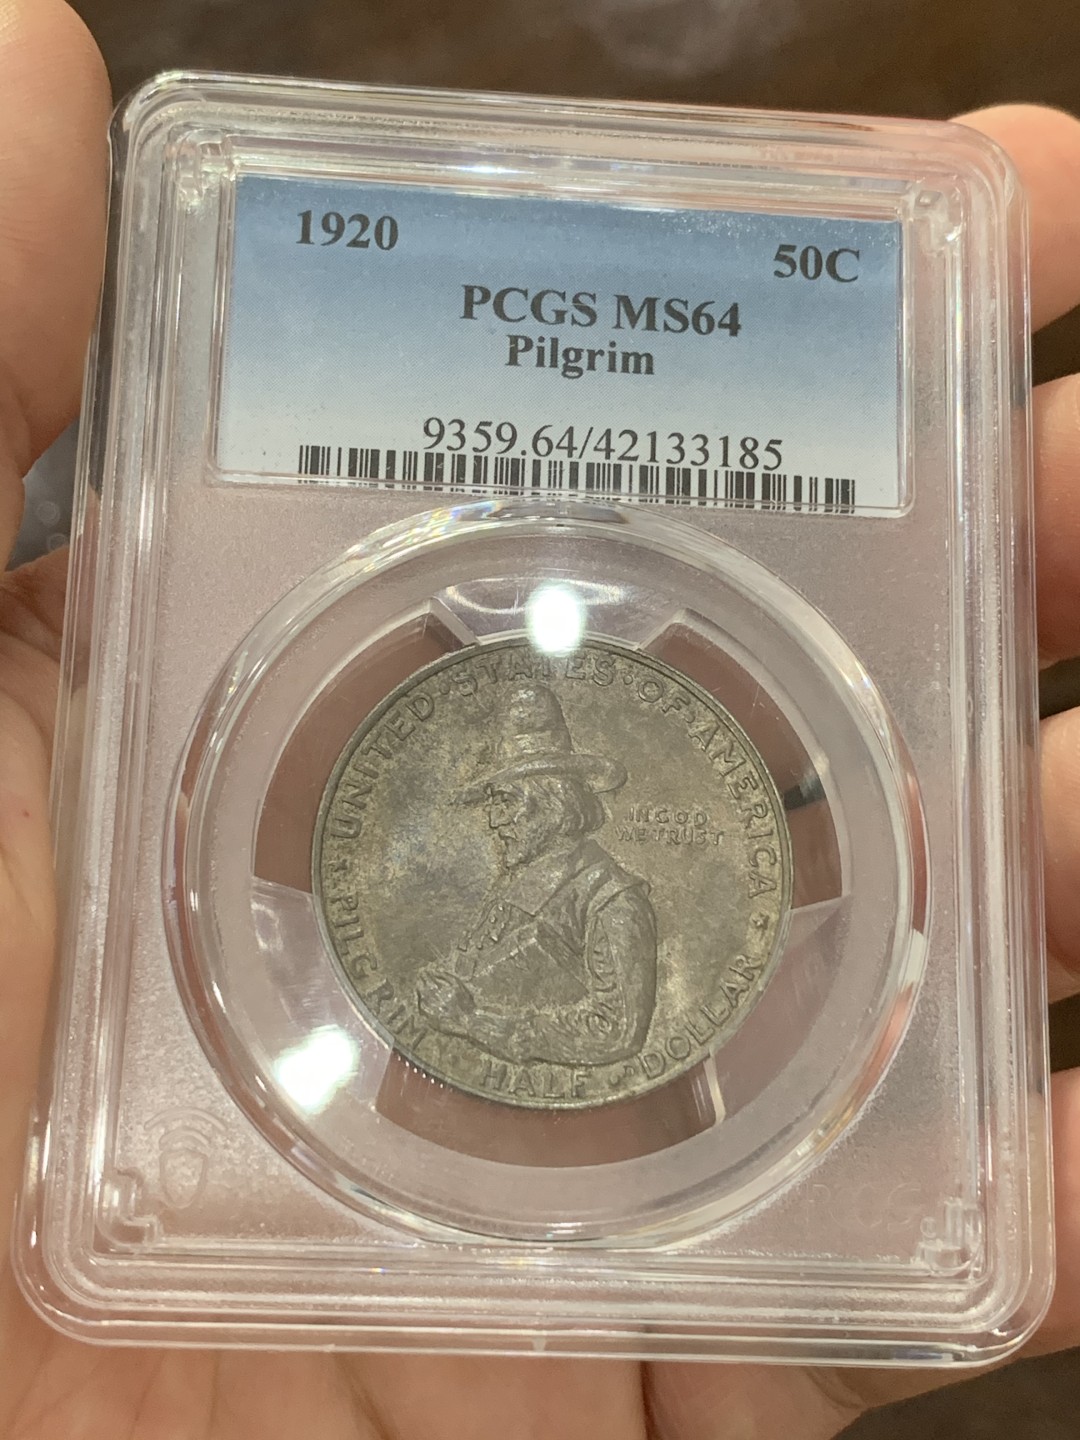 1920
50C
PCGS MS64
Pilgrim
9359.64/42133185
UNITED·STATES·OF·AMERICA
IN GOD
WE TRUST
PILGRIM HALF DOLLAR
PCGS